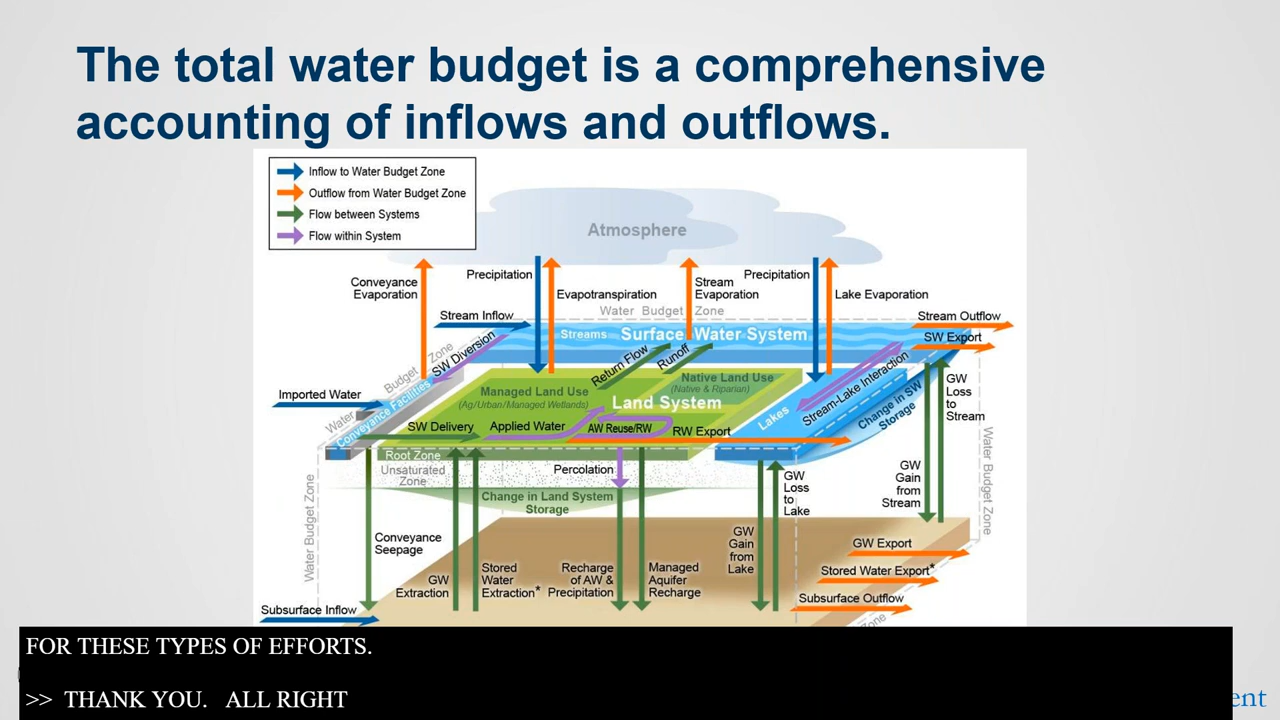 The total water budget is a comprehensive
accounting of inflows and outflows.
Inflow to Water Budget Zone
Outflow from Water Budget Zone
Flow between Systems
Flow within System
Atmosphere
Conveyance
Evaporation
Precipitation
Evapotranspiration
Stream
Evaporation
Precipitation
Lake Evaporation
Water Budget Zone
Stream Inflow
Stream Outflow
Streams
Surface Water System
SW Export
SW Diversion
Water Budget Zone
Return Flow
Runoff
Stream-Lake Interaction
Imported Water
Conveyance Facilities
Managed Land Use
(Ag/Urban/Managed Wetlands)
Native Land Use
(Native & Riparian)
Land System
Lakes
Change in SW
Storage
GW
Loss
to
Stream
SW Delivery
Applied Water
AW Reuse/RW
RW Export
Root Zone
Unsaturated
Zone
Percolation
Change in Land System
Storage
GW
Loss
to
Lake
GW
Gain
from
Stream
Water Budget Zone
Water Budget Zone
Conveyance
Seepage
GW
Extraction
Stored
Water
Extraction*
Recharge
of AW &
Precipitation
Managed
Aquifer
Recharge
GW
Gain
from
Lake
GW Export
Stored Water Export*
Subsurface Outflow
Subsurface Inflow
Zone
FOR THESE TYPES OF EFFORTS.
>> THANK YOU. ALL RIGHT